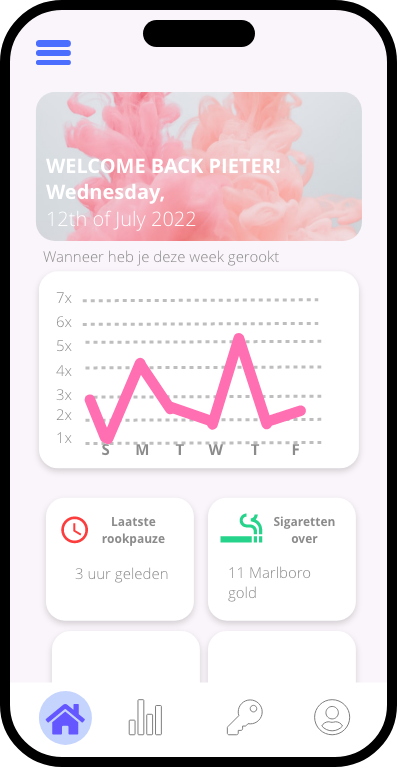 WELCOME BACK PIETER!
Wednesday,
12th of July 2022
Wanneer heb je deze week gerookt
7x
6x
5x
4x
3x
2x
1x
S M T W T F
Laatste
rookpauze
3 uur geleden
Sigaretten
over
11 Marlboro
gold